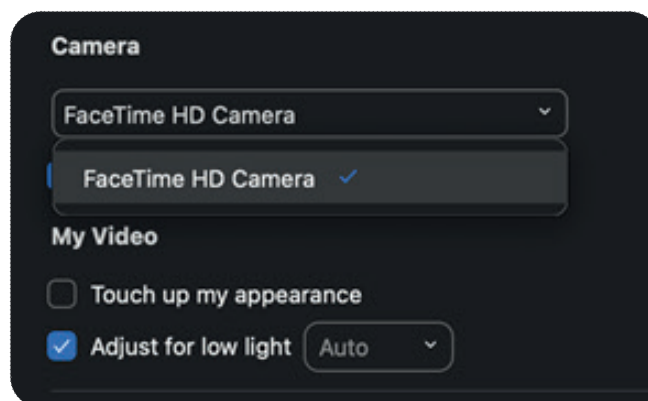 Camera
FaceTime HD Camera
FaceTime HD Camera
My Video
Touch up my appearance
Adjust for low light Auto